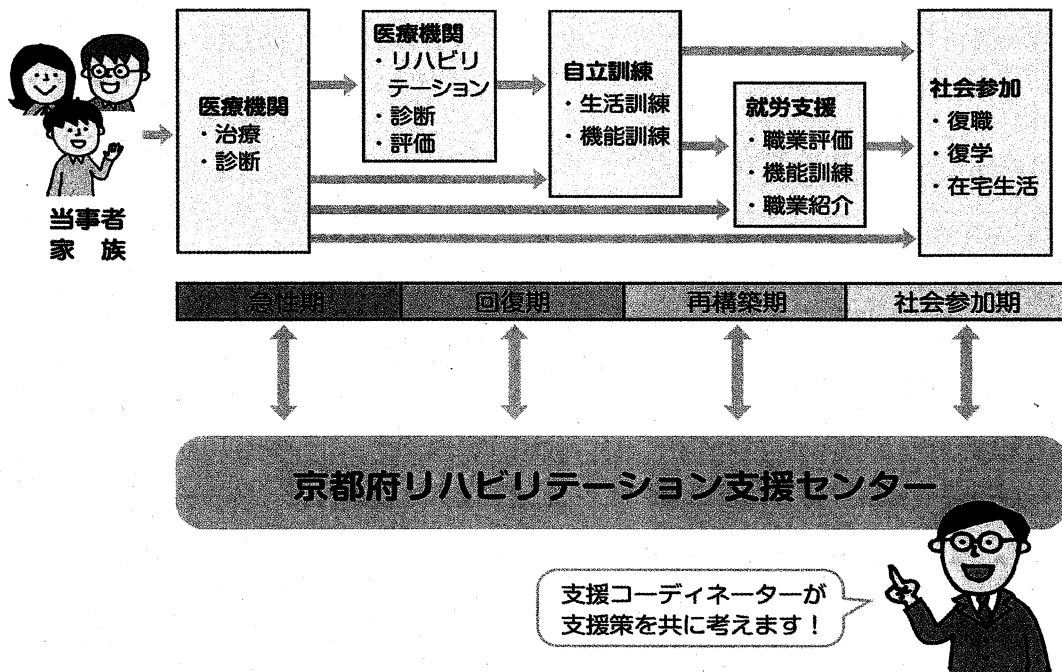 当事者
家 族
医療機関
・治療
・診断
医療機関
・リハビリ
テーション
・診断
・評価
自立訓練
・生活訓練
・機能訓練
就労支援
・職業評価
・機能訓練
・職業紹介
社会参加
・復職
・復学
・在宅生活
急性期
回復期
再構築期
社会参加期
京都府リハビリテーション支援センター
支援コーディネーターが
支援策を共に考えます！